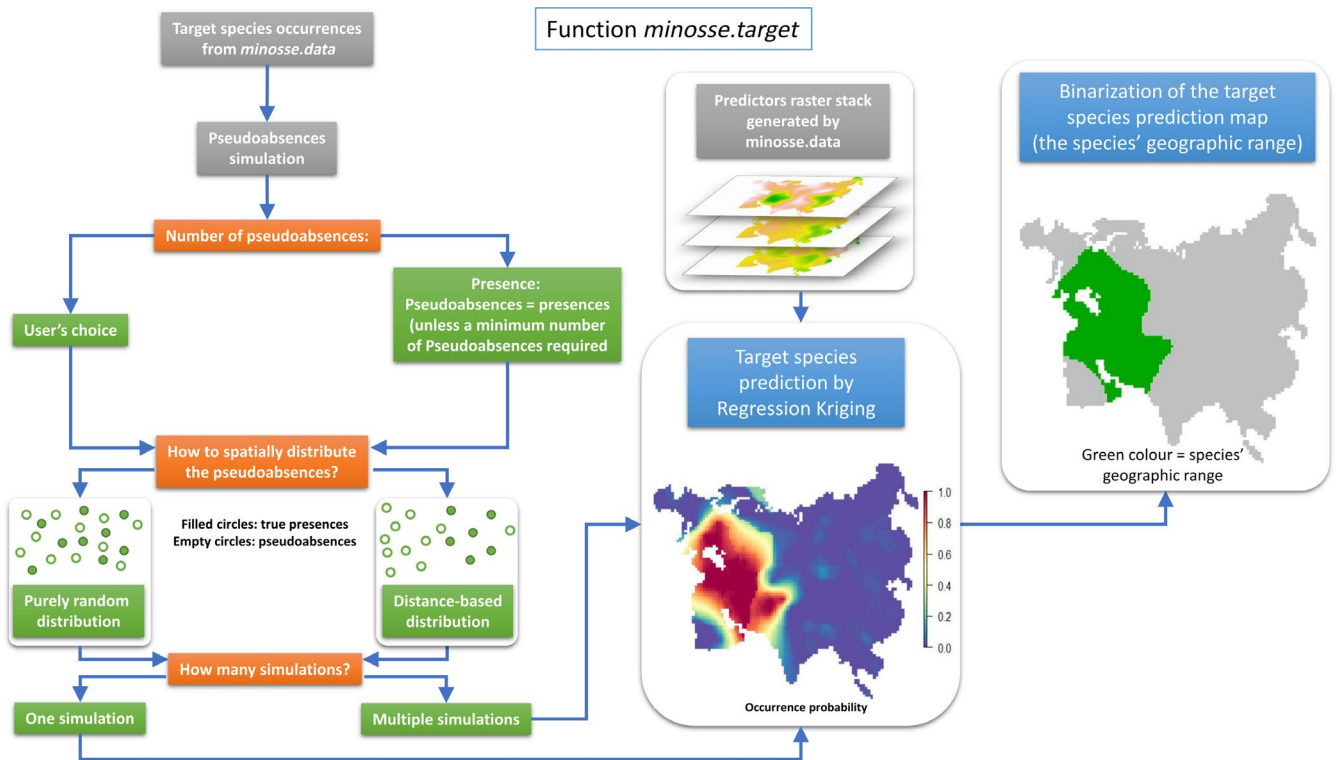 Function minosse.target
Target species occurrences
from minosse.data
Pseudoabsences
simulation
Number of pseudoabsences:
User's choice
Presence:
Pseudoabsences = presences
(unless a minimum number
of Pseudoabsences required
How to spatially distribute
the pseudoabsences?
Filled circles: true presences
Empty circles: pseudoabsences
Purely random
distribution
Distance-based
distribution
How many simulations?
One simulation
Multiple simulations
Predictors raster stack
generated by
minosse.data
Target species
prediction by
Regression Kriging
1.0
0.8
0.6
0.4
0.2
0.0
Occurrence probability
Binarization of the target
species prediction map
(the species' geographic range)
Green colour = species'
geographic range